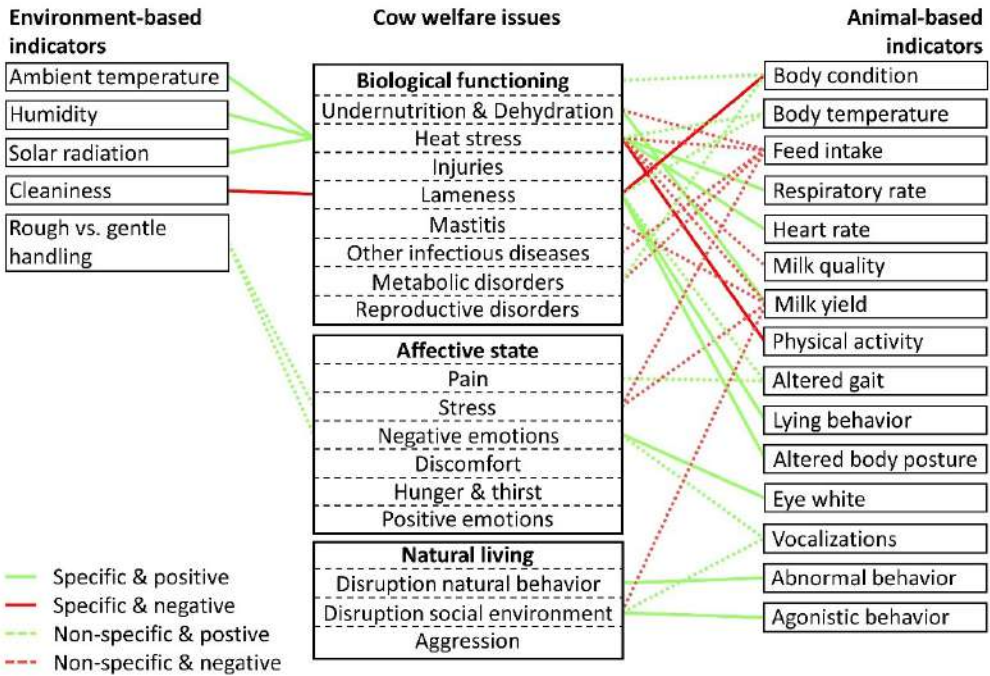 Environment-based
indicators
Ambient temperature
Humidity
Solar radiation
Cleaniness
Rough vs. gentle
handling
Cow welfare issues
Biological functioning
Undernutrition & Dehydration
Heat stress
Injuries
Lameness
Mastitis
Other infectious diseases
Metabolic disorders
Reproductive disorders
Affective state
Pain
Stress
Negative emotions
Discomfort
Hunger & thirst
Positive emotions
Natural living
Disruption natural behavior
Disruption social environment
Aggression
Animal-based
indicators
Body condition
Body temperature
Feed intake
Respiratory rate
Heart rate
Milk quality
Milk yield
Physical activity
Altered gait
Lying behavior
Altered body posture
Eye white
Vocalizations
Abnormal behavior
Agonistic behavior
Specific & positive
Specific & negative
Non-specific & postive
Non-specific & negative